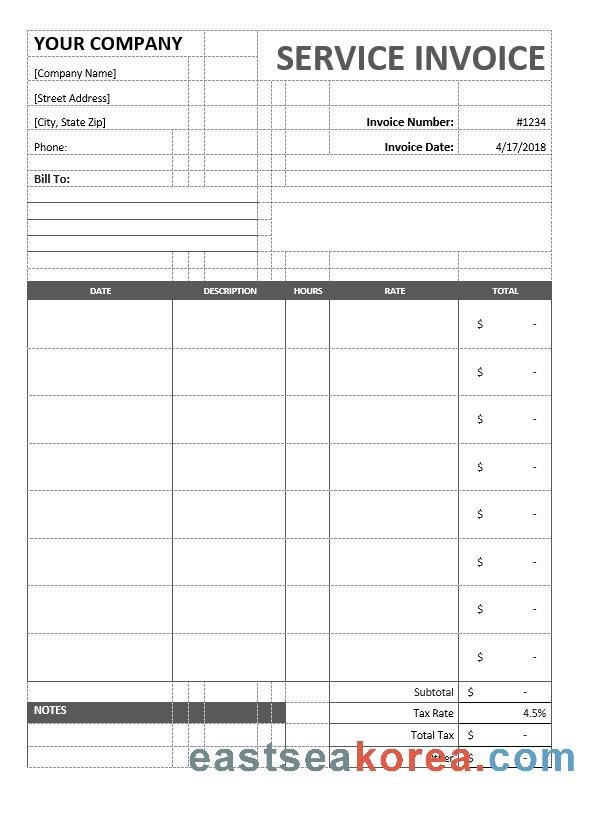 YOUR COMPANY
SERVICE INVOICE
[Company Name]
[Street Address]
[City, State Zip]
Invoice Number: #1234
Phone:
Invoice Date: 4/17/2018
Bill To:
DATE DESCRIPTION HOURS RATE TOTAL
$ -
$ -
$ -
$ -
$ -
$ -
$ -
$ -
Subtotal $ -
NOTES
Tax Rate 4.5%
Total Tax $ -
Other $ -
eastseakorea.com